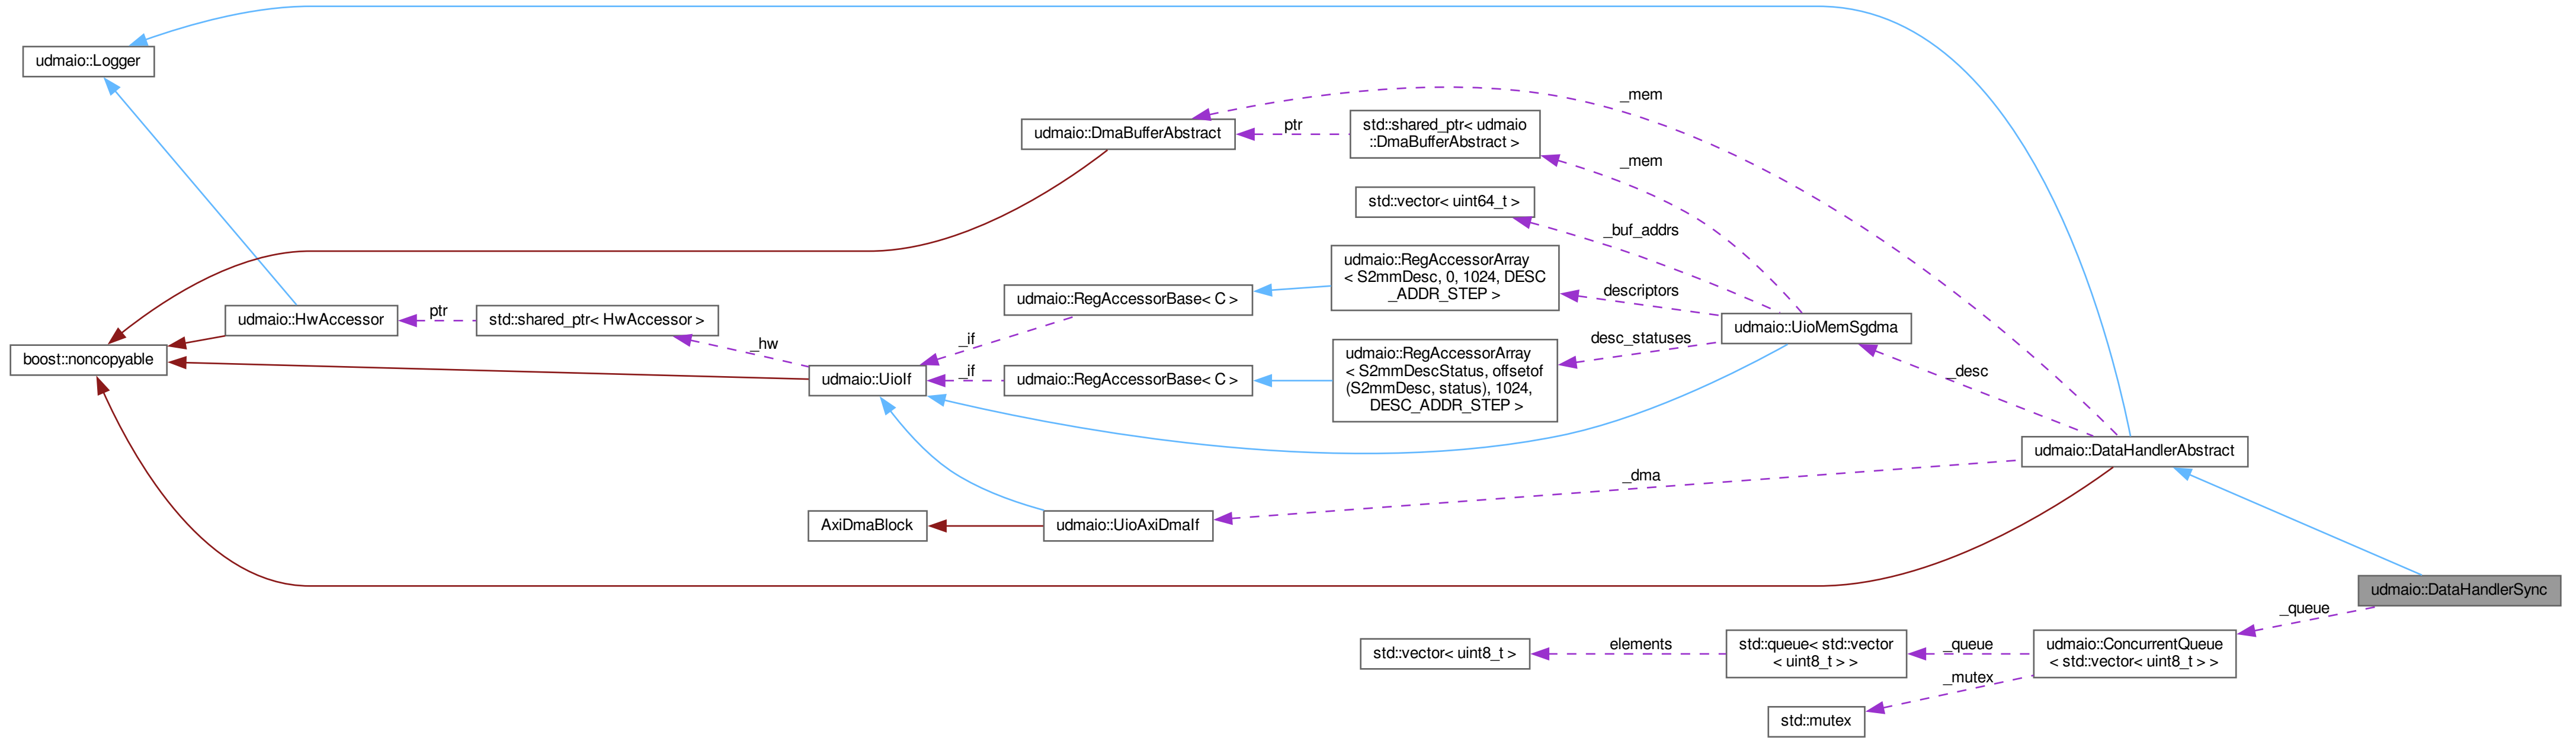 udmaio::Logger
_mem
udmaio::DmaBufferAbstract
ptr
std::shared_ptr< udmaio
::DmaBufferAbstract >
_mem
std::vector< uint64_t >
_buf_addrs
udmaio::RegAccessorArray
< S2mmDesc, 0, 1024, DESC
_ADDR_STEP >
descriptors
udmaio::RegAccessorBase< C >
udmaio::HwAccessor
ptr
std::shared_ptr< HwAccessor >
_hw
_if
udmaio::UioMemSgdma
desc_statuses
boost::noncopyable
udmaio::RegAccessorArray
< S2mmDescStatus, offsetof
(S2mmDesc, status), 1024,
DESC_ADDR_STEP >
_desc
udmaio::UioIf
_if
udmaio::RegAccessorBase< C >
udmaio::DataHandlerAbstract
_dma
AxiDmaBlock
udmaio::UioAxiDmaIf
udmaio::DataHandlerSync
_queue
std::vector< uint8_t >
elements
std::queue< std::vector
< uint8_t > >
_queue
udmaio::ConcurrentQueue
< std::vector< uint8_t > >
_mutex
std::mutex